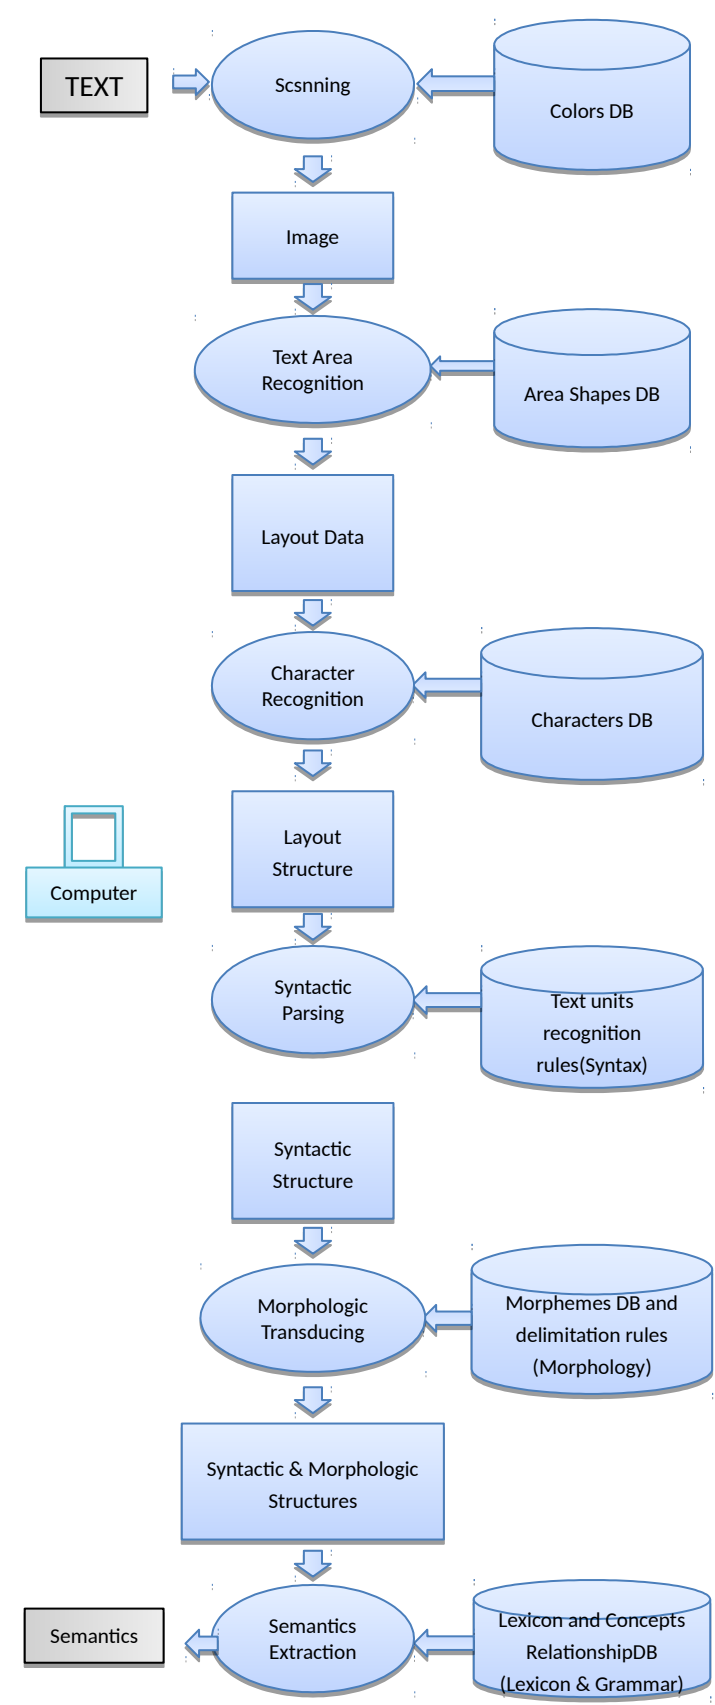 TEXT
Scsnning
Colors DB
Image
Text Area
Recognition
Area Shapes DB
Layout Data
Character
Recognition
Characters DB
Layout
Structure
Computer
Syntactic
Parsing
Text units
recognition
rules(Syntax)
Syntactic
Structure
Morphologic
Transducing
Morphemes DB and
delimitation rules
(Morphology)
Syntactic & Morphologic
Structures
Semantics
Semantics
Extraction
Lexicon and Concepts
RelationshipDB
(Lexicon & Grammar)